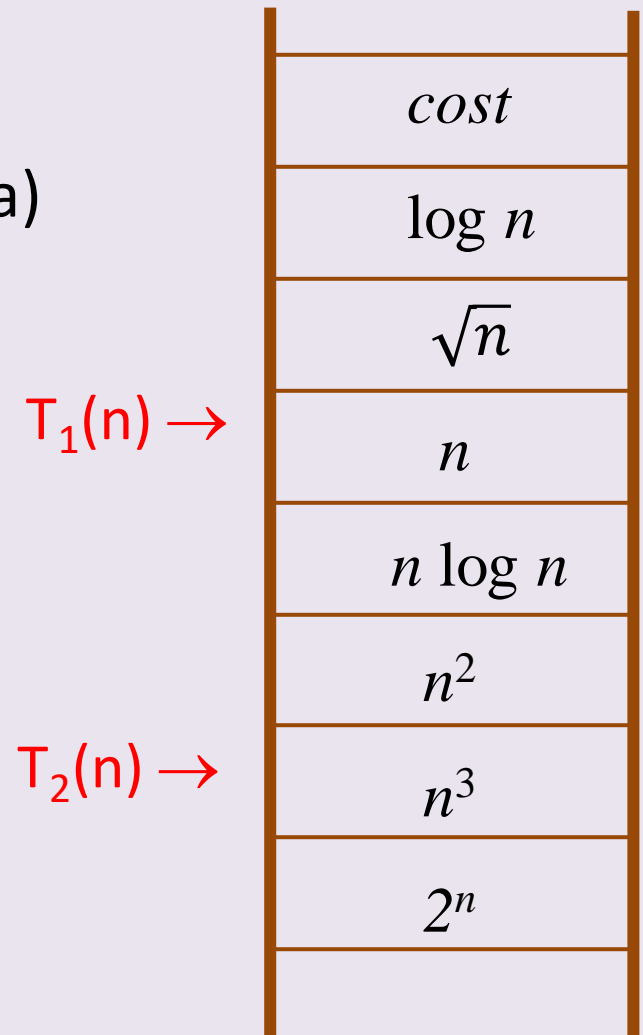 cost
a)
log n
√n
T₁(n) →
n
n log n
n²
T₂(n) →
n³
2ⁿ